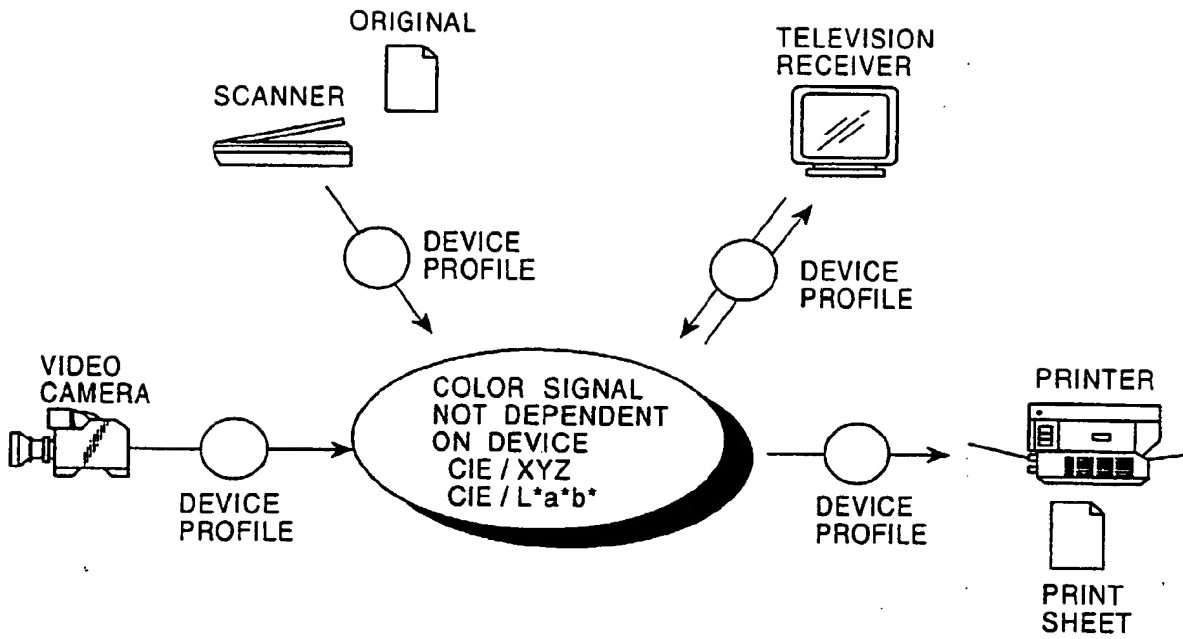 ORIGINAL
SCANNER
TELEVISION
RECEIVER
DEVICE
PROFILE
DEVICE
PROFILE
VIDEO
CAMERA
DEVICE
PROFILE
COLOR SIGNAL
NOT DEPENDENT
ON DEVICE
CIE / XYZ
CIE / L*a*b*
PRINTER
DEVICE
PROFILE
PRINT
SHEET